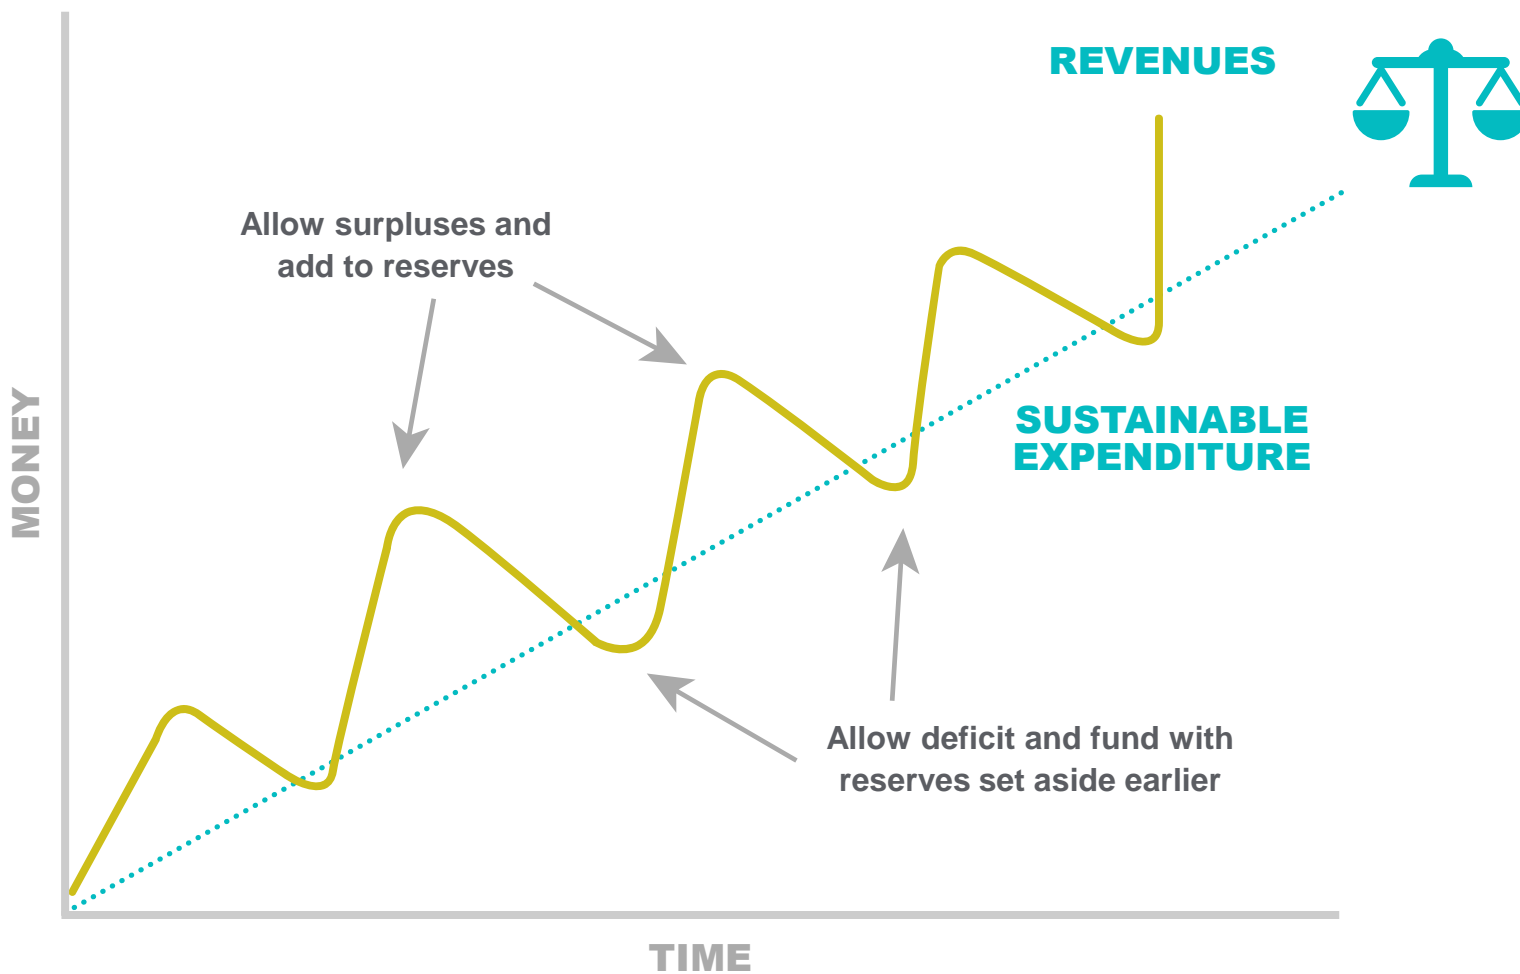 REVENUES
Allow surpluses and
add to reserves
MONEY
SUSTAINABLE
EXPENDITURE
Allow deficit and fund with
reserves set aside earlier
TIME